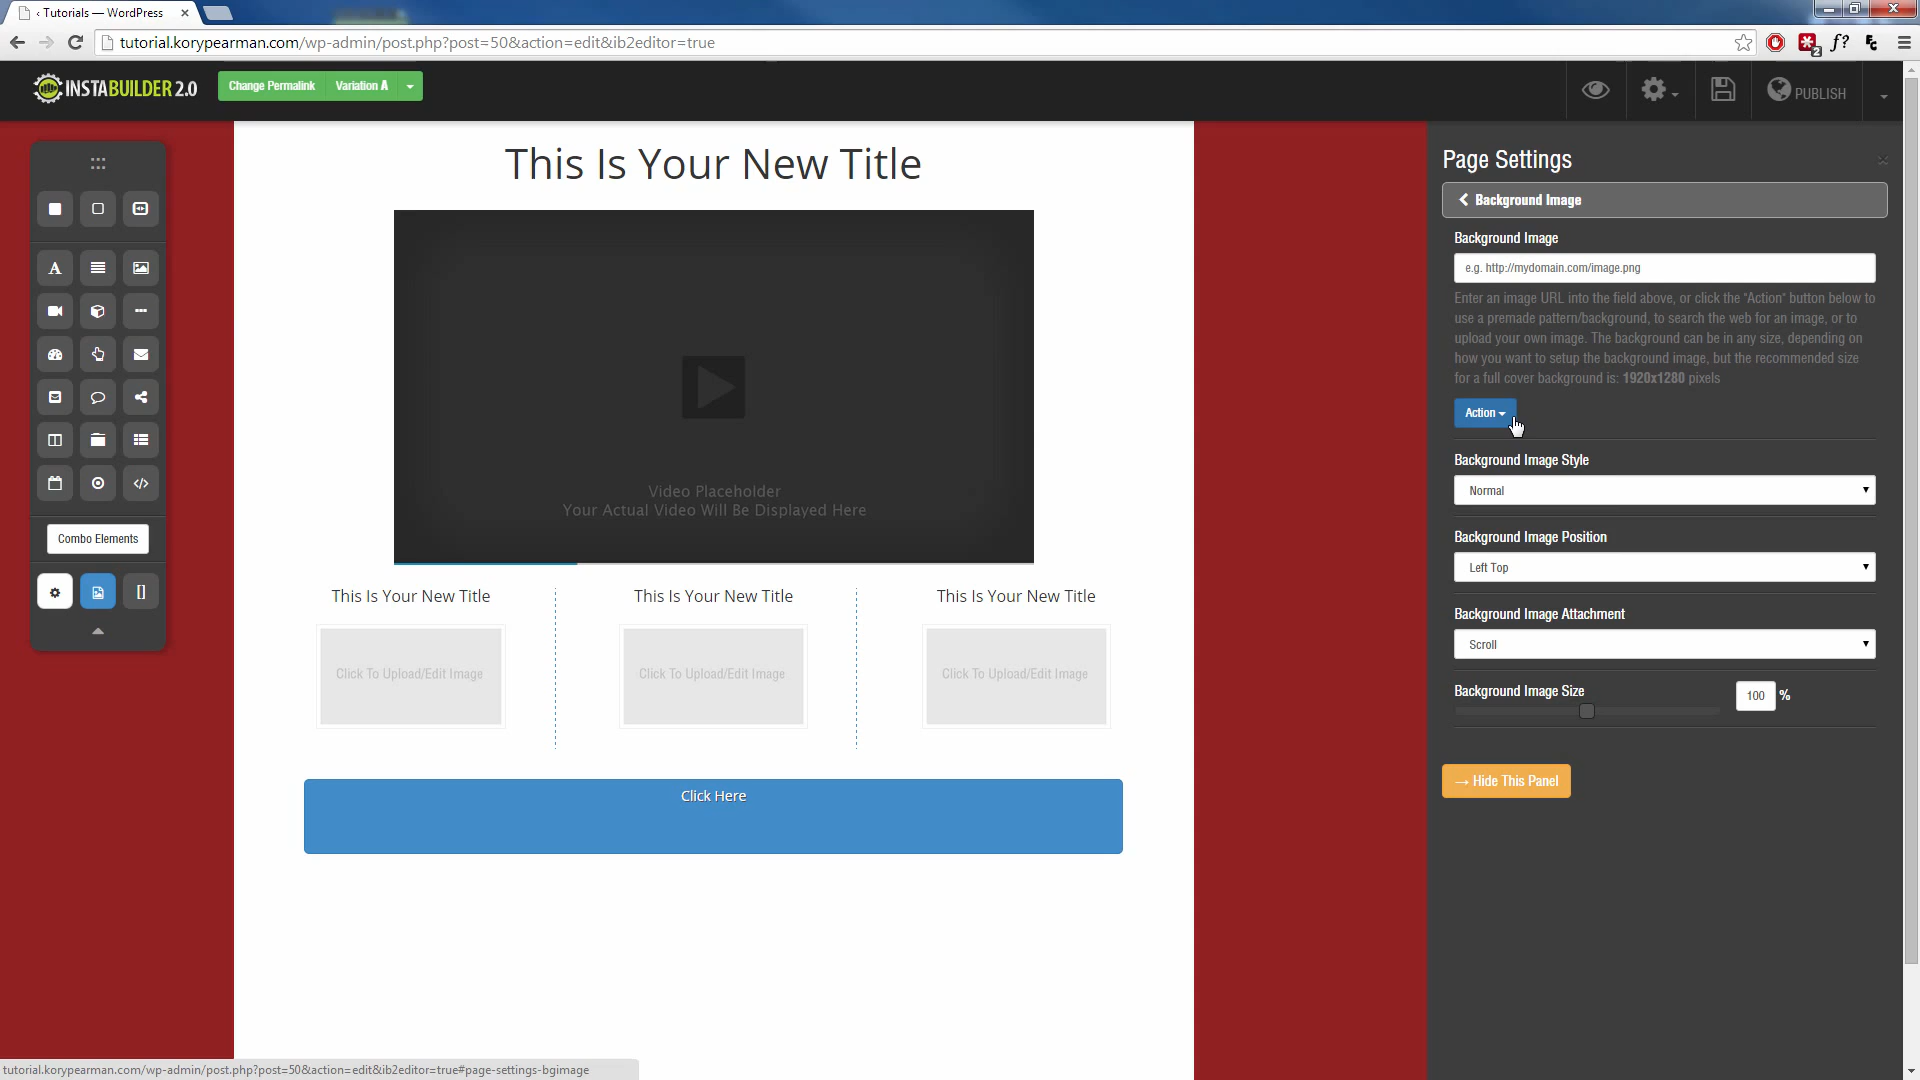 ‹ Tutorials — WordPress
tutorial.korypearman.com/wp-admin/post.php?post=50&action=edit&ib2editor=true
2
f?
INSTABUILDER 2.0
Change Permalink
Variation A
PUBLISH
This Is Your New Title
Video Placeholder
Your Actual Video Will Be Displayed Here
This Is Your New Title
This Is Your New Title
This Is Your New Title
Click To Upload/Edit Image
Click To Upload/Edit Image
Click To Upload/Edit Image
Click Here
A
Combo Elements
[]
Page Settings
Background Image
Background Image
e.g. http://mydomain.com/image.png
Enter an image URL into the field above, or click the "Action" button below to
use a premade pattern/background, to search the web for an image, or to
upload your own image. The background can be in any size, depending on
how you want to setup the background image, but the recommended size
for a full cover background is: 1920x1280 pixels
Action
Background Image Style
Normal
Background Image Position
Left Top
Background Image Attachment
Scroll
Background Image Size
100 %
→ Hide This Panel
tutorial.korypearman.com/wp-admin/post.php?post=50&action=edit&ib2editor=true#page-settings-bgimage